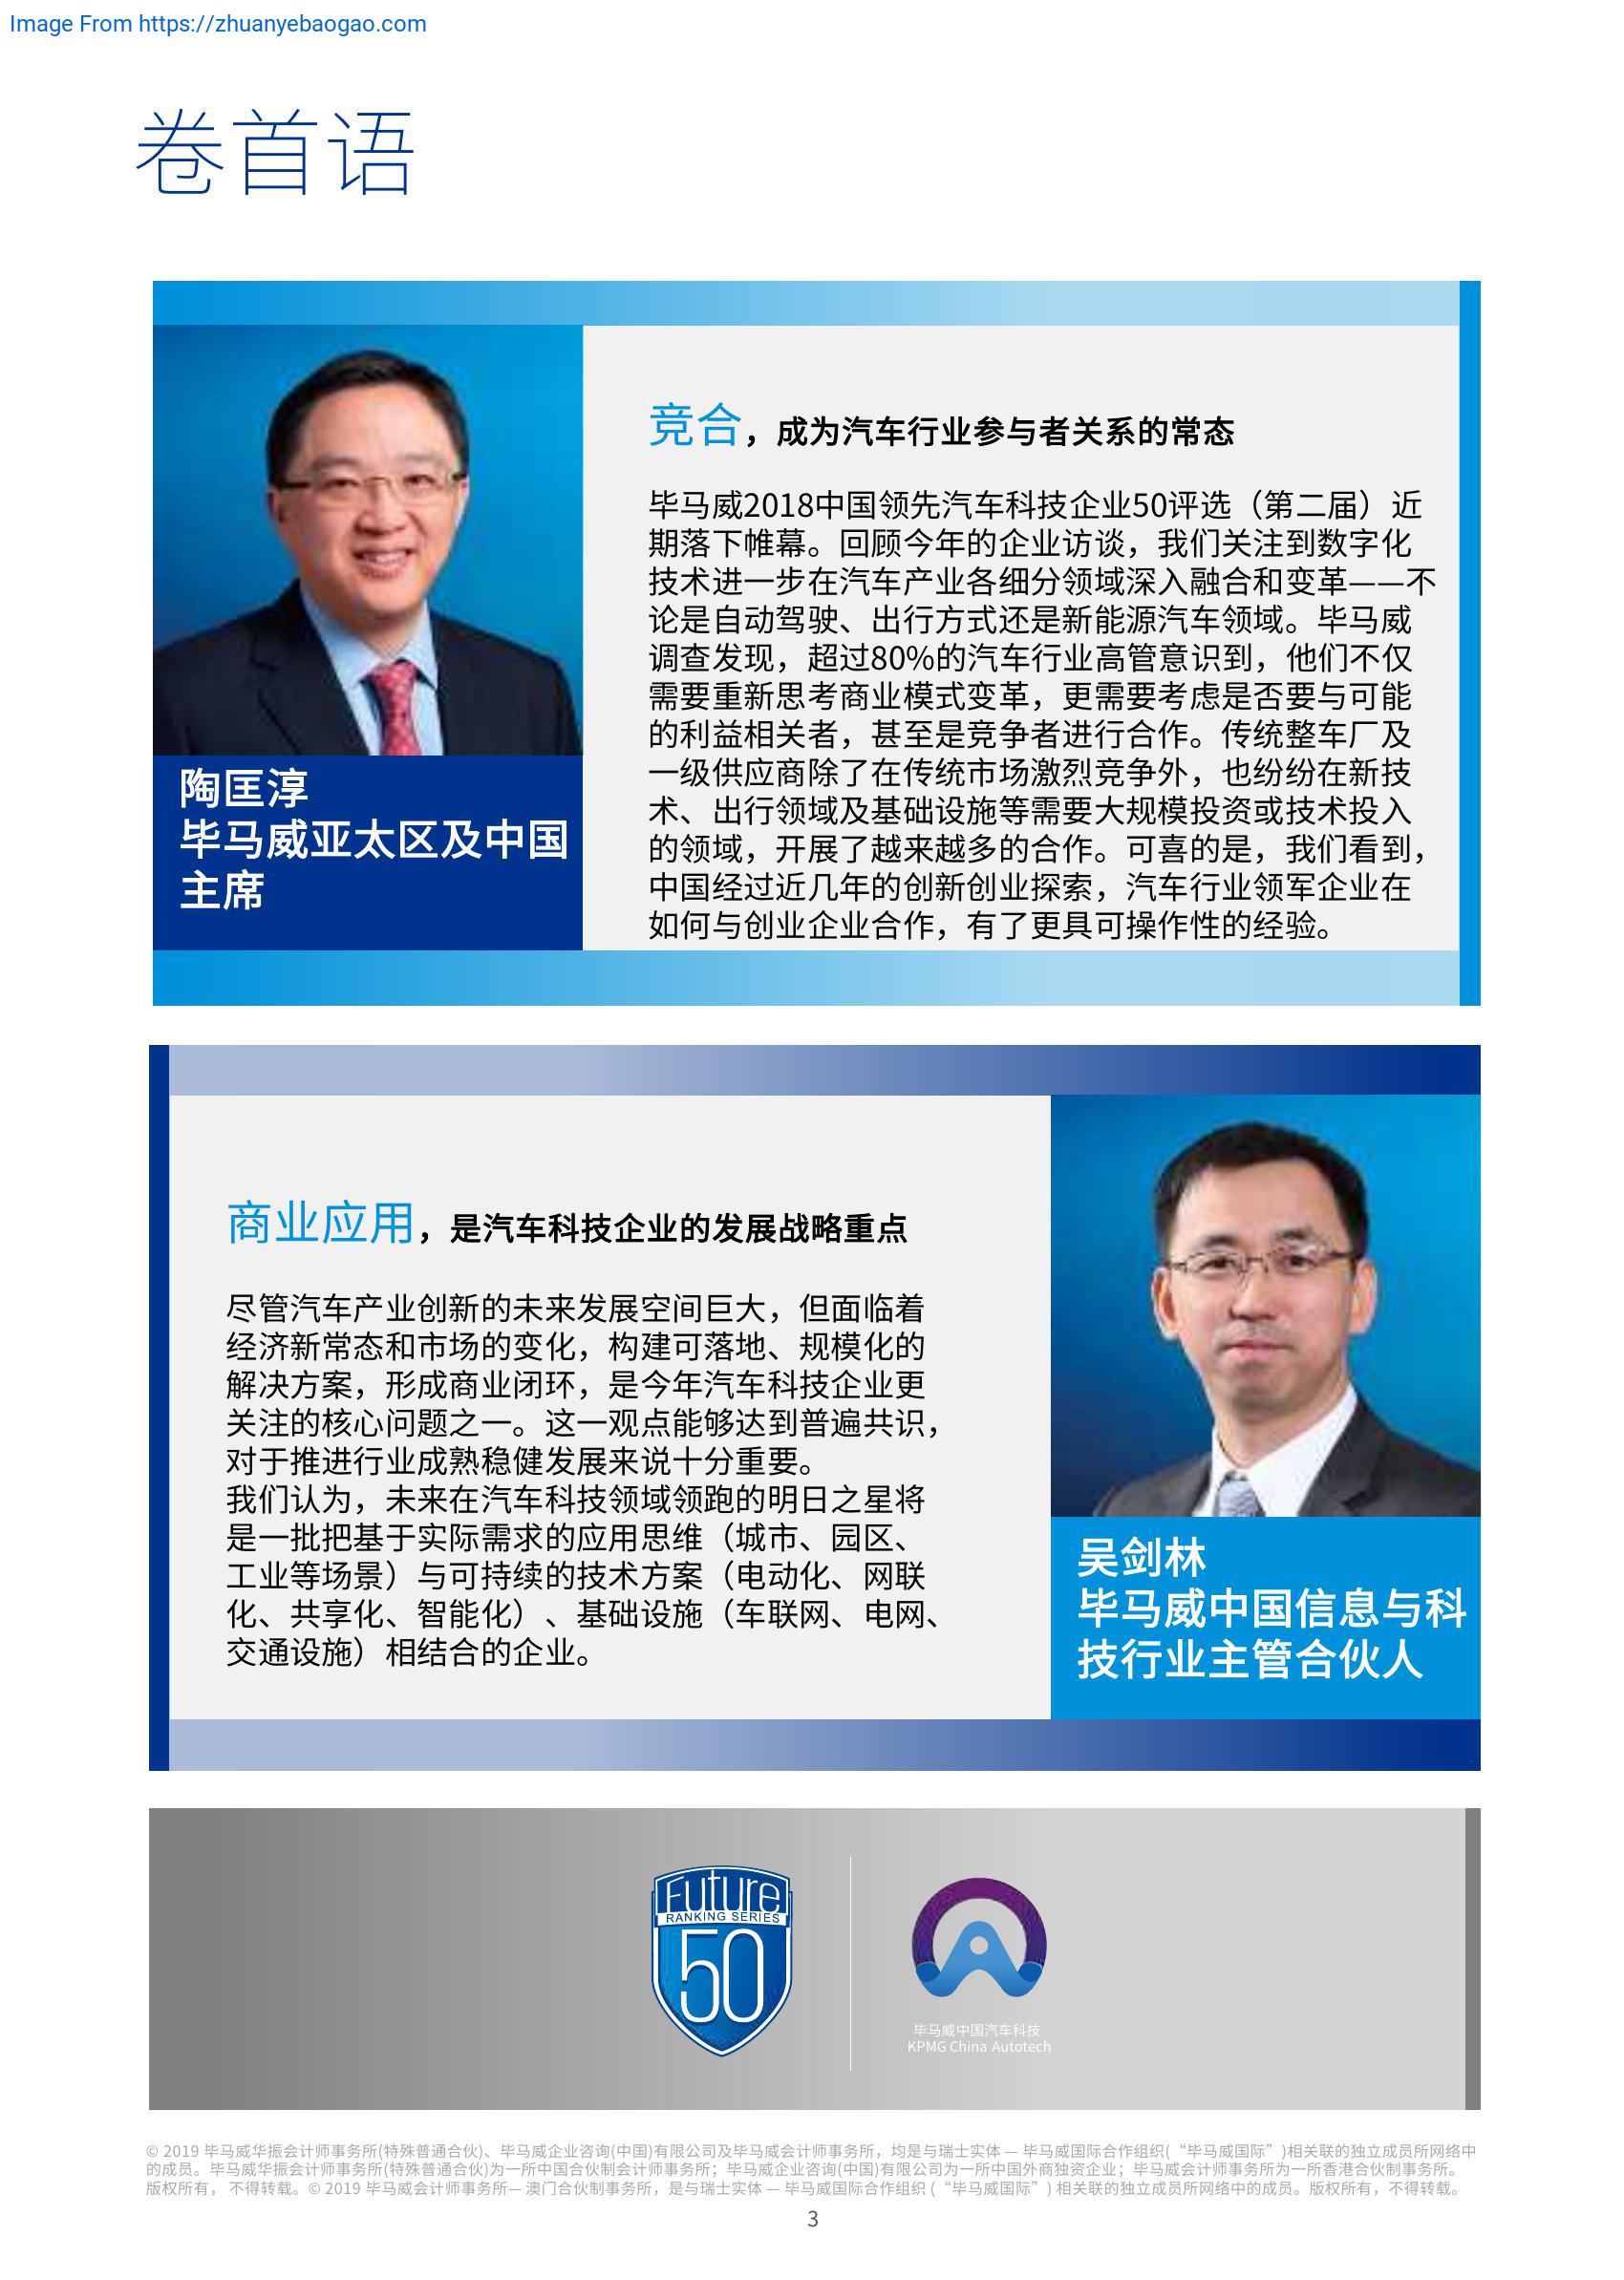 Image From https://zhuanyebaogao.com
卷首语
竞合，成为汽车行业参与者关系的常态
毕马威2018中国领先汽车科技企业50评选（第二届）近
期落下帷幕。回顾今年的企业访谈，我们关注到数字化
技术进一步在汽车产业各细分领域深入融合和变革——不
论是自动驾驶、出行方式还是新能源汽车领域。毕马威
调查发现，超过80%的汽车行业高管意识到，他们不仅
需要重新思考商业模式变革，更需要考虑是否要与可能
的利益相关者，甚至是竞争者进行合作。传统整车厂及
一级供应商除了在传统市场激烈竞争外，也纷纷在新技
术、出行领域及基础设施等需要大规模投资或技术投入
的领域，开展了越来越多的合作。可喜的是，我们看到，
中国经过近几年的创新创业探索，汽车行业领军企业在
如何与创业企业合作，有了更具可操作性的经验。
陶匡淳
毕马威亚太区及中国
主席
商业应用，是汽车科技企业的发展战略重点
尽管汽车产业创新的未来发展空间巨大，但面临着
经济新常态和市场的变化，构建可落地、规模化的
解决方案，形成商业闭环，是今年汽车科技企业更
关注的核心问题之一。这一观点能够达到普遍共识，
对于推进行业成熟稳健发展来说十分重要。
我们认为，未来在汽车科技领域领跑的明日之星将
是一批把基于实际需求的应用思维（城市、园区、
工业等场景）与可持续的技术方案（电动化、网联
化、共享化、智能化）、基础设施（车联网、电网、
交通设施）相结合的企业。
吴剑林
毕马威中国信息与科
技行业主管合伙人
Future
RANKING SERIES
50
毕马威中国汽车科技
KPMG China Autotech
© 2019 毕马威华振会计师事务所(特殊普通合伙)、毕马威企业咨询(中国)有限公司及毕马威会计师事务所，均是与瑞士实体 — 毕马威国际合作组织(“毕马威国际”)相关联的独立成员所网络中
的成员。毕马威华振会计师事务所(特殊普通合伙)为一所中国合伙制会计师事务所；毕马威企业咨询(中国)有限公司为一所中国外商独资企业；毕马威会计师事务所为一所香港合伙制事务所。
版权所有， 不得转载。© 2019 毕马威会计师事务所— 澳门合伙制事务所，是与瑞士实体 — 毕马威国际合作组织 (“毕马威国际”) 相关联的独立成员所网络中的成员。版权所有，不得转载。
3